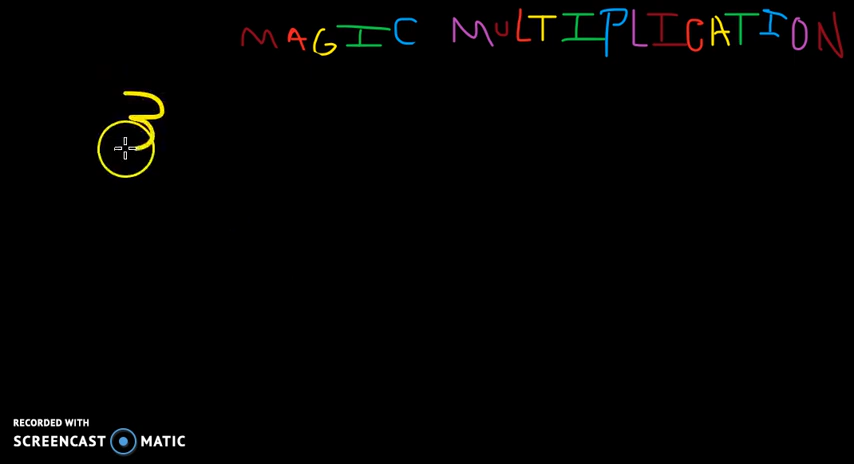 MAGIC MULTIPLICATION
3
RECORDED WITH
SCREENCAST MATIC